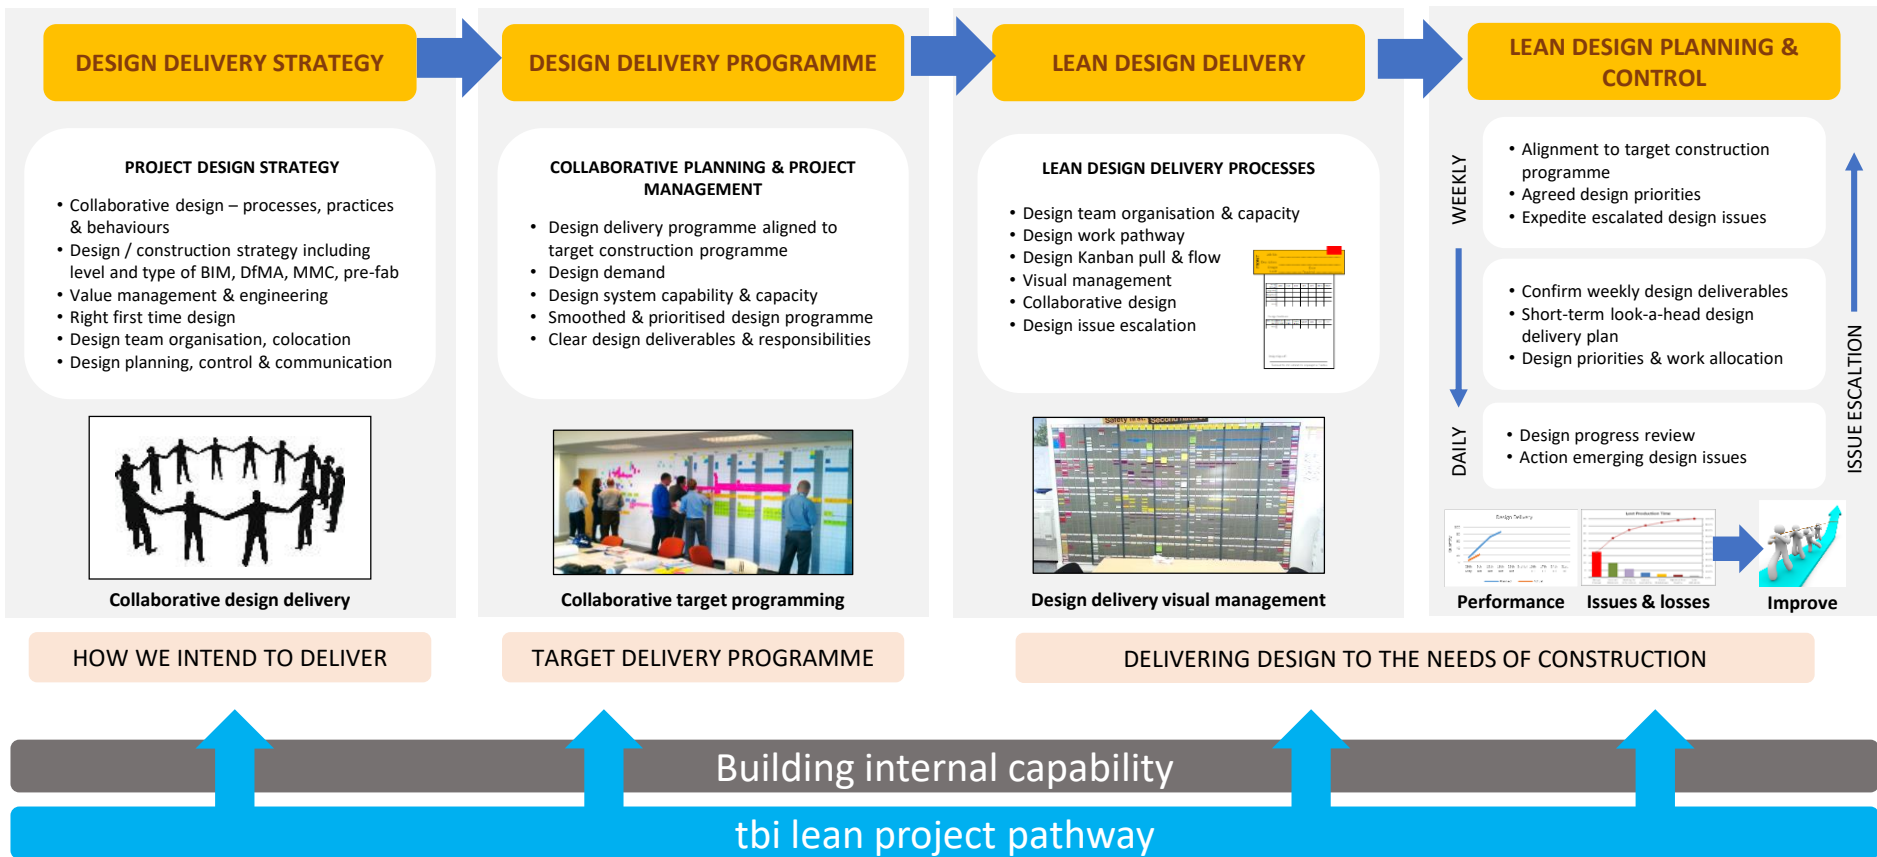 DESIGN DELIVERY STRATEGY
DESIGN DELIVERY PROGRAMME
LEAN DESIGN DELIVERY
LEAN DESIGN PLANNING &
CONTROL
PROJECT DESIGN STRATEGY
• Collaborative design – processes, practices
& behaviours
• Design / construction strategy including
level and type of BIM, DfMA, MMC, pre-fab
• Value management & engineering
• Right first time design
• Design team organisation, colocation
• Design planning, control & communication
Collaborative design delivery
COLLABORATIVE PLANNING & PROJECT
MANAGEMENT
• Design delivery programme aligned to
target construction programme
• Design demand
• Design system capability & capacity
• Smoothed & prioritised design programme
• Clear design deliverables & responsibilities
Collaborative target programming
LEAN DESIGN DELIVERY PROCESSES
• Design team organisation & capacity
• Design work pathway
• Design Kanban pull & flow
• Visual management
• Collaborative design
• Design issue escalation
Design delivery visual management
WEEKLY
• Alignment to target construction
programme
• Agreed design priorities
• Expedite escalated design issues
• Confirm weekly design deliverables
• Short-term look-a-head design
delivery plan
• Design priorities & work allocation
DAILY
• Design progress review
• Action emerging design issues
ISSUE ESCALTION
Design Delivery
Lost Production Time
Performance
Issues & losses
Improve
HOW WE INTEND TO DELIVER
TARGET DELIVERY PROGRAMME
DELIVERING DESIGN TO THE NEEDS OF CONSTRUCTION
Building internal capability
tbi lean project pathway